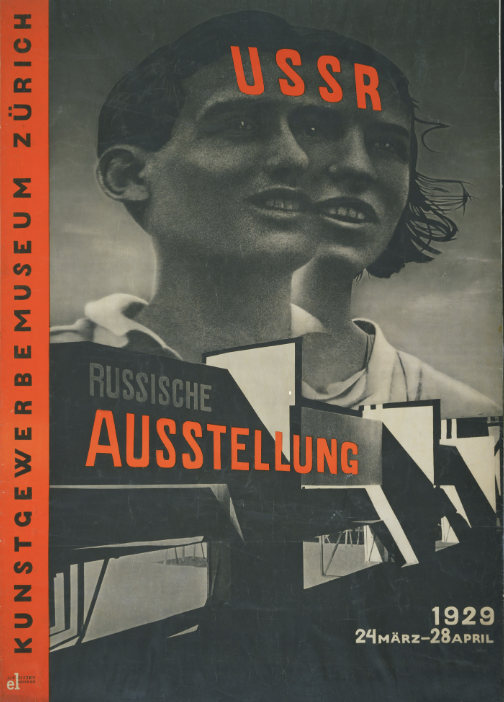 KUNSTGEWERBEMUSEUM ZÜRICH
USSR
RUSSISCHE
AUSSTELLUNG
1929
24 MÄRZ–28 APRIL
el